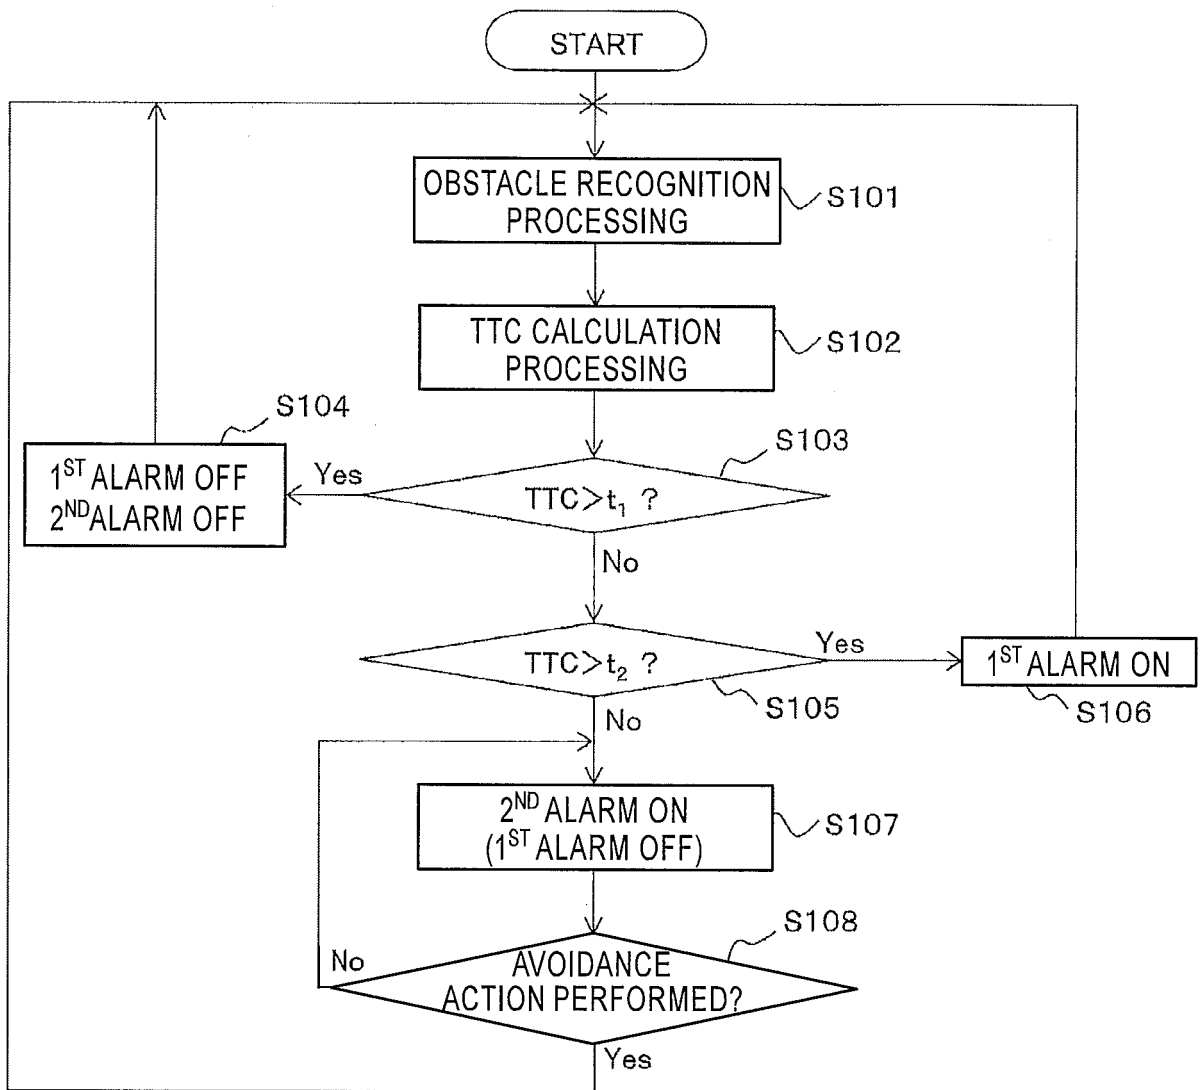 START
OBSTACLE RECOGNITION
PROCESSING
S101
TTC CALCULATION
PROCESSING
S102
S104
1ST ALARM OFF
2ND ALARM OFF
Yes
S103
TTC>t1 ?
No
TTC>t2 ?
Yes
1ST ALARM ON
S105
S106
No
2ND ALARM ON
(1ST ALARM OFF)
S107
S108
No
AVOIDANCE
ACTION PERFORMED?
Yes